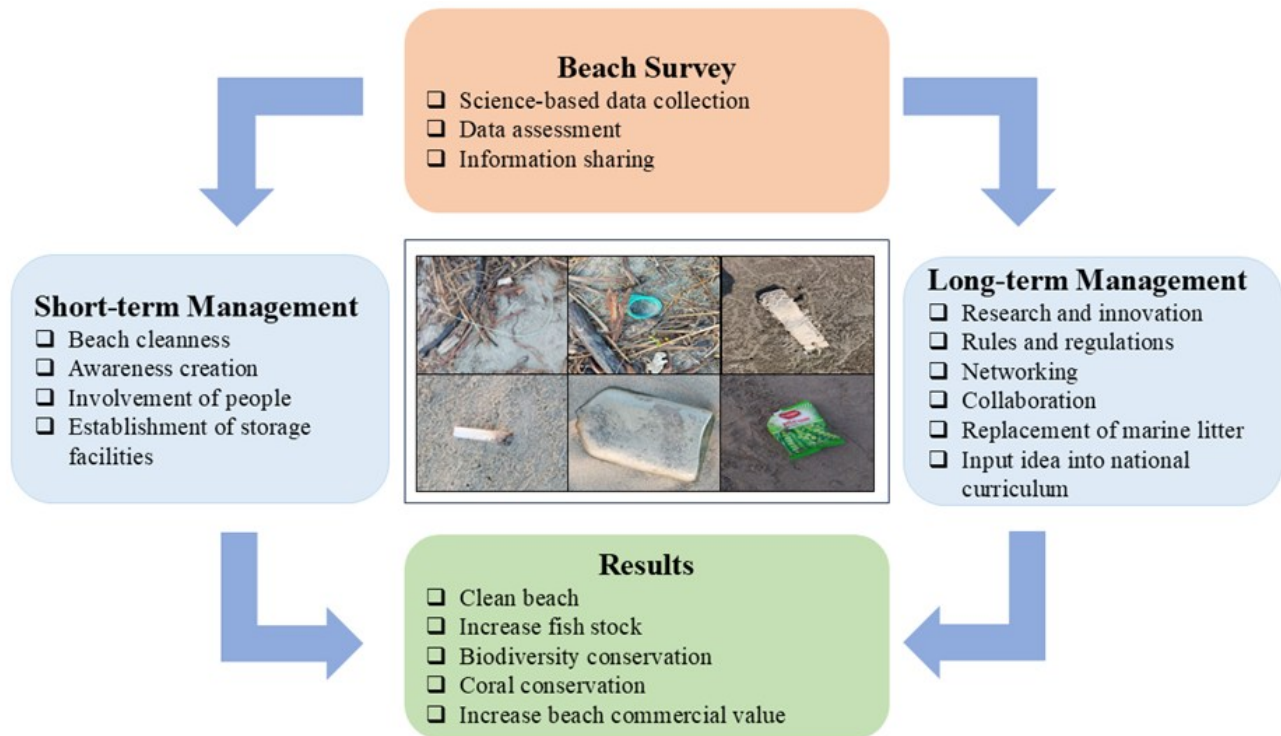 Beach Survey
❑ Science-based data collection
❑ Data assessment
❑ Information sharing
Short-term Management
❑ Beach cleanness
❑ Awareness creation
❑ Involvement of people
❑ Establishment of storage
facilities
Long-term Management
❑ Research and innovation
❑ Rules and regulations
❑ Networking
❑ Collaboration
❑ Replacement of marine litter
❑ Input idea into national
curriculum
Results
❑ Clean beach
❑ Increase fish stock
❑ Biodiversity conservation
❑ Coral conservation
❑ Increase beach commercial value